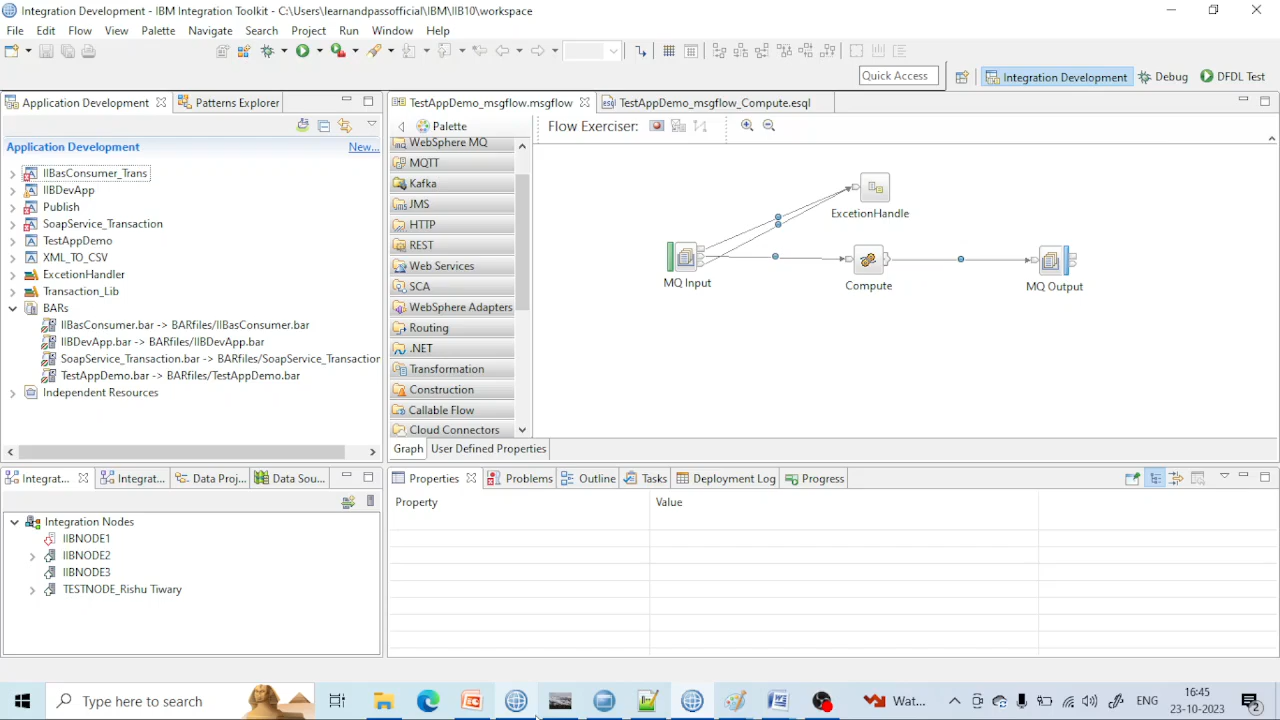 Integration Development - IBM Integration Toolkit - C:\Users\learnandpassofficial\IBM\IIB10\workspace
File Edit Flow Palette Navigate Search Project Run Window Help
Quick Access
Integration Development
Debug
DFDL Test
Application Development
Patterns Explorer
Application Development
New...
IIBasConsumer_Trans
IIBDevApp
Publish
SoapService_Transaction
TestAppDemo
XML_TO_CSV
ExcetionHandler
Transaction_Lib
BARs
IIBasConsumer.bar -> BARfiles/IIBasConsumer.bar
IIBDevApp.bar -> BARfiles/IIBDevApp.bar
SoapService_Transaction.bar -> BARfiles/SoapService_Transaction
TestAppDemo.bar -> BARfiles/TestAppDemo.bar
Independent Resources
TestAppDemo_msgflow.msgflow
TestAppDemo_msgflow_Compute.esql
Palette
Flow Exerciser:
WebSphere MQ
MQTT
Kafka
JMS
HTTP
REST
Web Services
SCA
WebSphere Adapters
Routing
.NET
Transformation
Construction
Callable Flow
Cloud Connectors
ExcetionHandle
MQ Input
Compute
MQ Output
Graph
User Defined Properties
Integrat...
Integrat...
Data Proj...
Data Sou...
Integration Nodes
IIBNODE1
IIBNODE2
IIBNODE3
TESTNODE_Rishu Tiwary
Properties
Problems
Outline
Tasks
Deployment Log
Progress
Property
Value
Type here to search
Wat...
ENG
16:45
23-10-2023
2